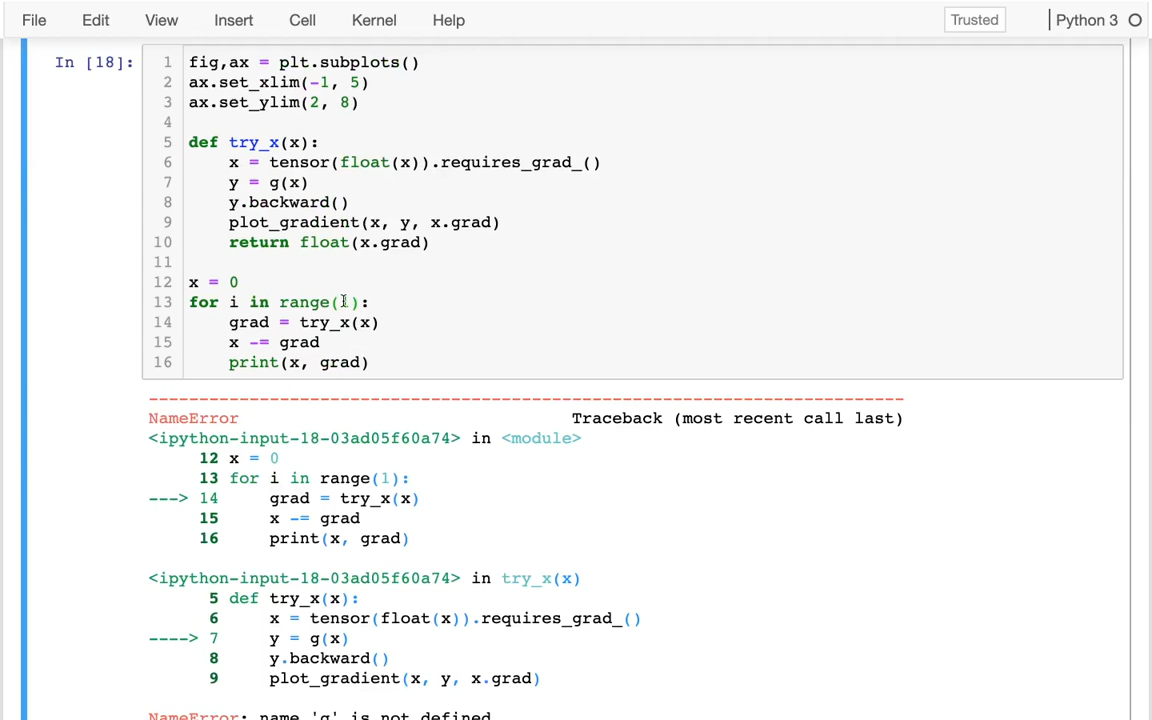 File Edit View Insert Cell Kernel Help Trusted Python 3
In [18]:
1 fig,ax = plt.subplots()
2 ax.set_xlim(-1, 5)
3 ax.set_ylim(2, 8)
4
5 def try_x(x):
6     x = tensor(float(x)).requires_grad_()
7     y = g(x)
8     y.backward()
9     plot_gradient(x, y, x.grad)
10     return float(x.grad)
11
12 x = 0
13 for i in range(1):
14     grad = try_x(x)
15     x -= grad
16     print(x, grad)
---------------------------------------------------------------------------
NameError Traceback (most recent call last)
<ipython-input-18-03ad05f60a74> in <module>
12 x = 0
13 for i in range(1):
---> 14     grad = try_x(x)
15     x -= grad
16     print(x, grad)
<ipython-input-18-03ad05f60a74> in try_x(x)
5 def try_x(x):
6     x = tensor(float(x)).requires_grad_()
----> 7     y = g(x)
8     y.backward()
9     plot_gradient(x, y, x.grad)
NameError: name 'g' is not defined